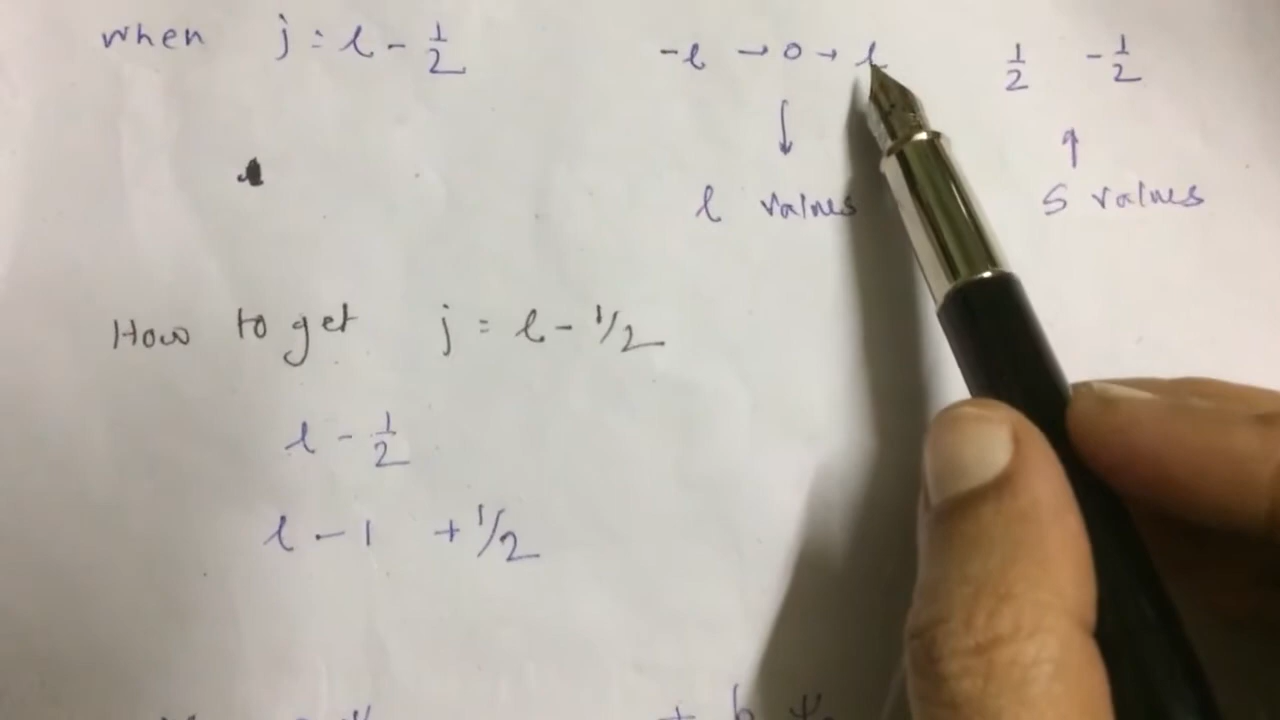 when j = l - 1/2
-l → 0 → l 1/2 -1/2
↓ ↑
l values S values
How to get j = l - 1/2
l - 1/2
l - 1 + 1/2